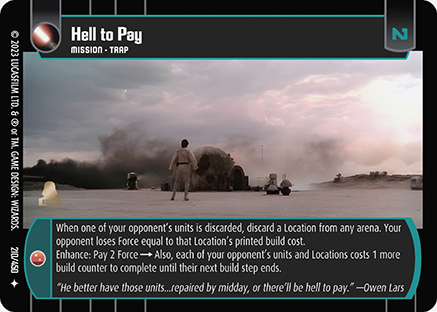 Hell to Pay
MISSION - TRAP
N
© 2023 LUCASFILM LTD. & ® or TM. GAME DESIGN: WIZARDS.
210/450
When one of your opponent's units is discarded, discard a Location from any arena. Your
opponent loses Force equal to that Location's printed build cost.
Enhance: Pay 2 Force → Also, each of your opponent's units and Locations costs 1 more
build counter to complete until their next build step ends.
"He better have those units...repaired by midday, or there'll be hell to pay." —Owen Lars